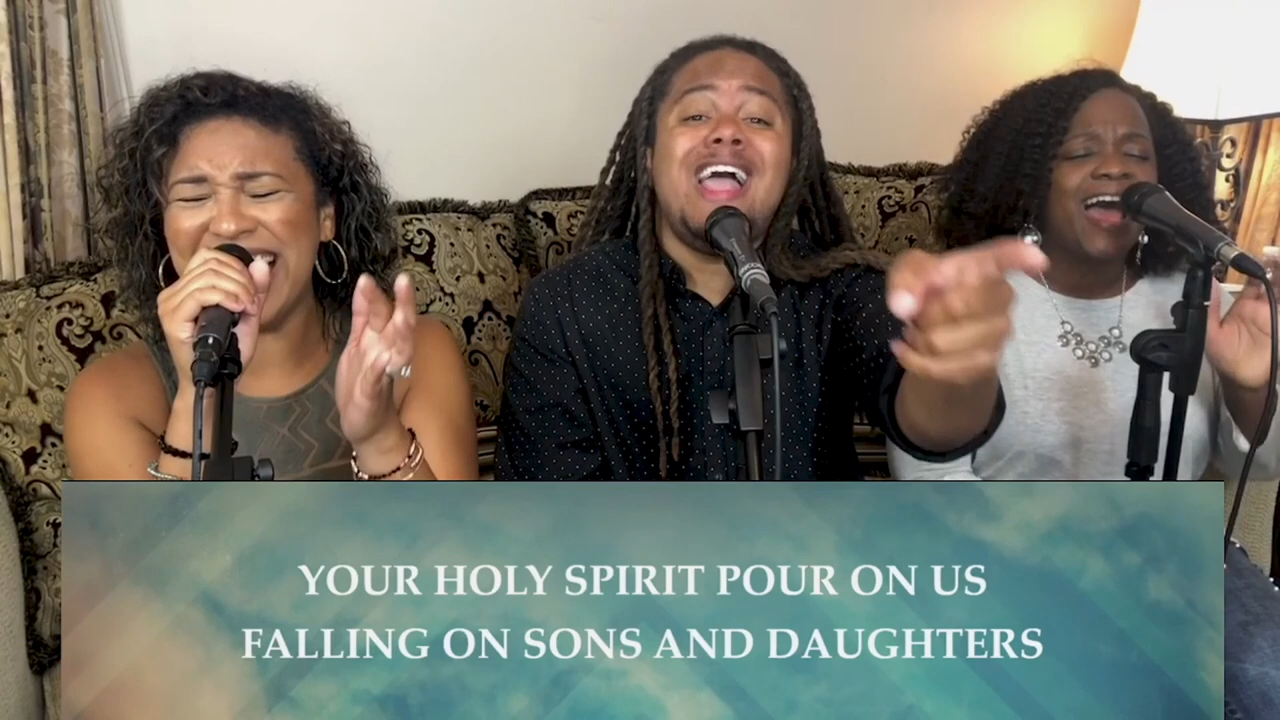 YOUR HOLY SPIRIT POUR ON US
FALLING ON SONS AND DAUGHTERS